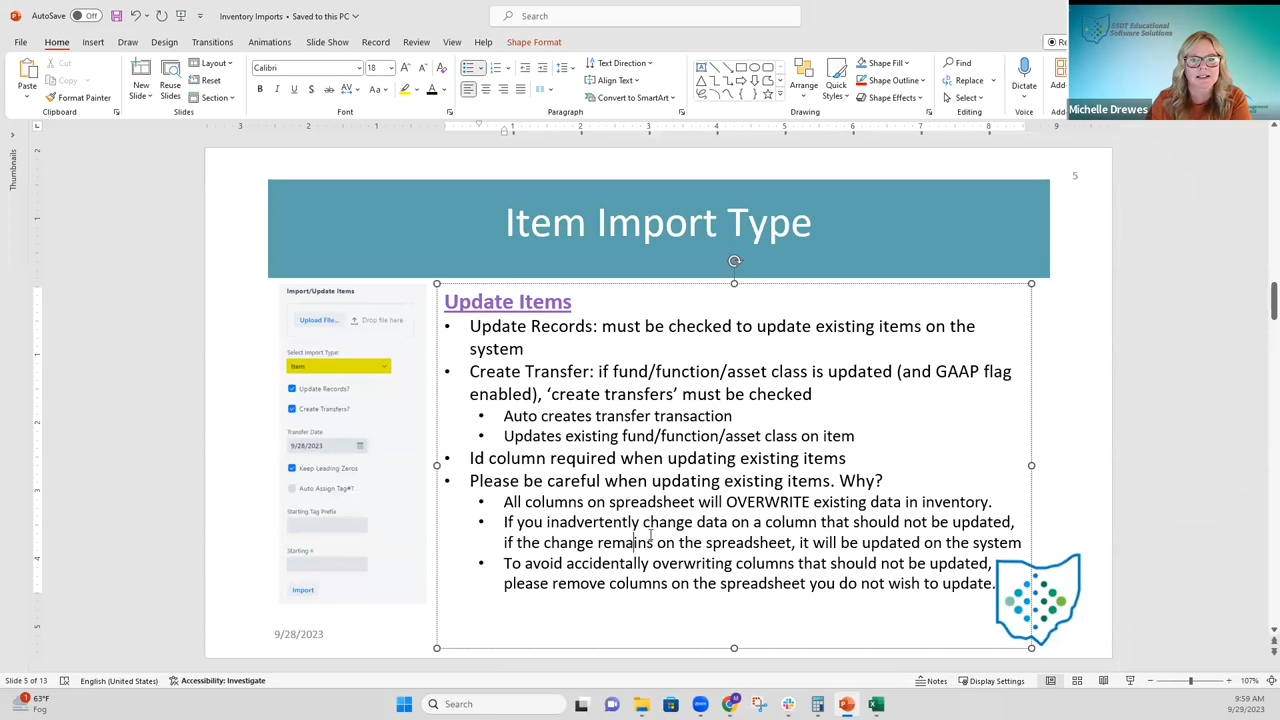 AutoSave Off
Inventory Imports • Saved to this PC
Search
File Home Insert Draw Design Transitions Animations Slide Show Record Review View Help Shape Format
Paste
Cut
Copy
Format Painter
Clipboard
New
Slide
Reuse
Slides
Layout
Reset
Section
Slides
Calibri 18
Font
Paragraph
Text Direction
Align Text
Convert to SmartArt
Arrange
Quick
Styles
Shape Fill
Shape Outline
Shape Effects
Drawing
Find
Replace
Select
Editing
Dictate
Voice
SSDT Educational
Software Solutions
Michelle Drewes
Thumbnails
5
Item Import Type
Import/Update Items
Upload File... Drop file here
Select Import Type:
Item
Update Records?
Create Transfers?
Transfer Date
9/28/2023
Keep Leading Zeros
Auto Assign Tag#?
Starting Tag Prefix
Starting #
Import
Update Items
• Update Records: must be checked to update existing items on the
system
• Create Transfer: if fund/function/asset class is updated (and GAAP flag
enabled), ‘create transfers’ must be checked
• Auto creates transfer transaction
• Updates existing fund/function/asset class on item
• Id column required when updating existing items
• Please be careful when updating existing items. Why?
• All columns on spreadsheet will OVERWRITE existing data in inventory.
• If you inadvertently change data on a column that should not be updated,
if the change remains on the spreadsheet, it will be updated on the system
• To avoid accidentally overwriting columns that should not be updated,
please remove columns on the spreadsheet you do not wish to update.
9/28/2023
Slide 5 of 13 English (United States) Accessibility: Investigate
Notes Display Settings 107%
63°F
Fog
Search
9:59 AM
9/29/2023